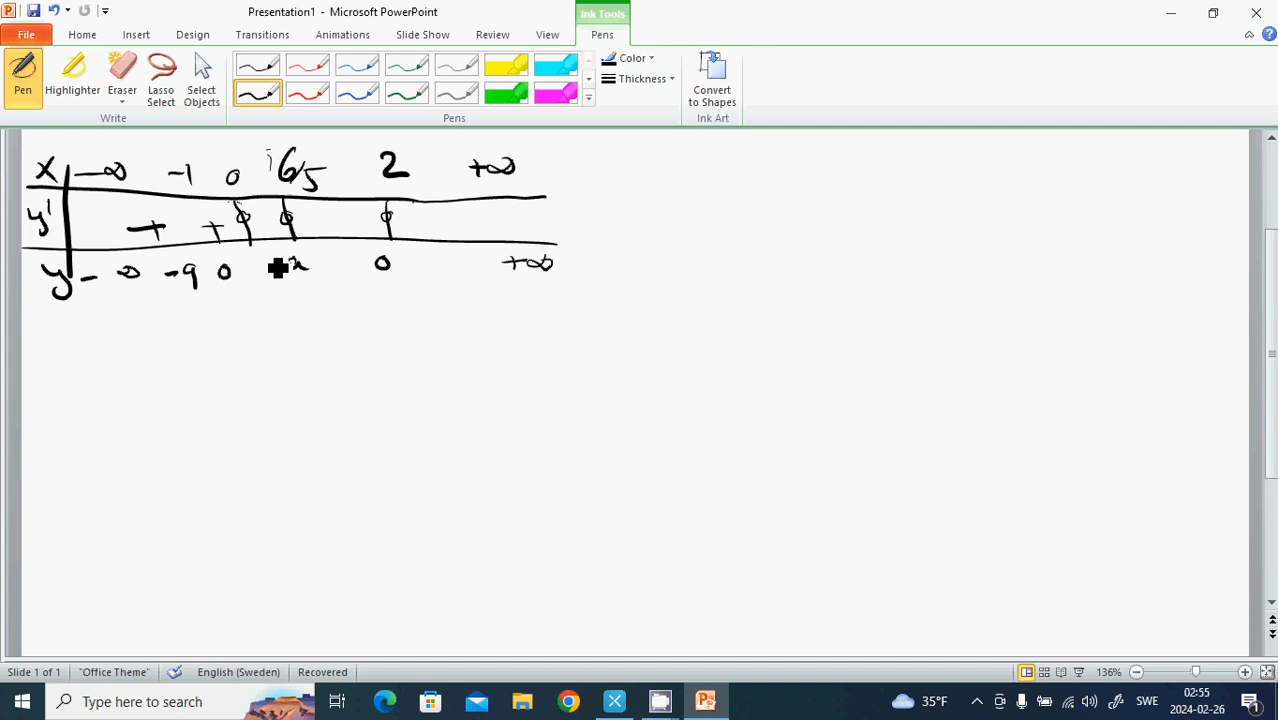 Presentation1 - Microsoft PowerPoint
Ink Tools
File Home Insert Design Transitions Animations Slide Show Review View Pens
Pen Highlighter Eraser Lasso Select Select Objects
Color
Thickness
Convert to Shapes
Write Pens Ink Art
x -∞ -1 0 6/5 2 +∞
y' + + 0 0 0
y -∞ -9 0 0 +∞
Slide 1 of 1 "Office Theme" English (Sweden) Recovered 136%
Type here to search 35°F SWE 02:55
2024-02-26